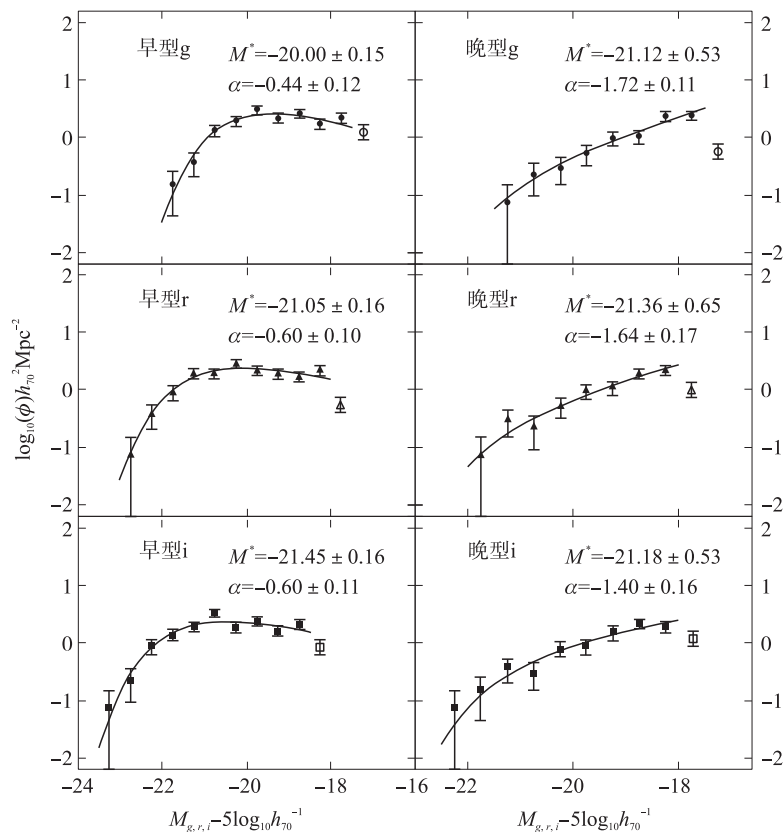 2
1
0
-1
-2
早型g
M*=-20.00 ± 0.15
α=-0.44 ± 0.12
晚型g
M*=-21.12 ± 0.53
α=-1.72 ± 0.11
2
1
0
-1
-2
2
1
0
-1
-2
早型r
M*=-21.05 ± 0.16
α=-0.60 ± 0.10
晚型r
M*=-21.36 ± 0.65
α=-1.64 ± 0.17
2
1
0
-1
-2
log₁₀(ϕ)h₇₀²Mpc⁻²
2
1
0
-1
-2
早型i
M*=-21.45 ± 0.16
α=-0.60 ± 0.11
晚型i
M*=-21.18 ± 0.53
α=-1.40 ± 0.16
2
1
0
-1
-2
-24 -22 -20 -18 -16 -22 -20 -18
M g, r, i -5log₁₀h₇₀⁻¹ M g, r, i -5log₁₀h₇₀⁻¹